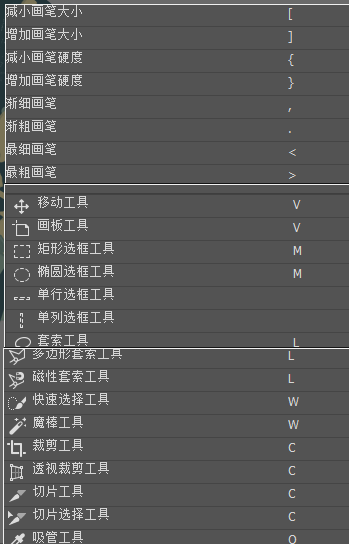 减小画笔大小 [
增加画笔大小 ]
减小画笔硬度 {
增加画笔硬度 }
渐细画笔 ,
渐粗画笔 .
最细画笔 <
最粗画笔 >
移动工具 V
画板工具 V
矩形选框工具 M
椭圆选框工具 M
单行选框工具
单列选框工具
套索工具 L
多边形套索工具 L
磁性套索工具 L
快速选择工具 W
魔棒工具 W
裁剪工具 C
透视裁剪工具 C
切片工具 C
切片选择工具 C
吸管工具